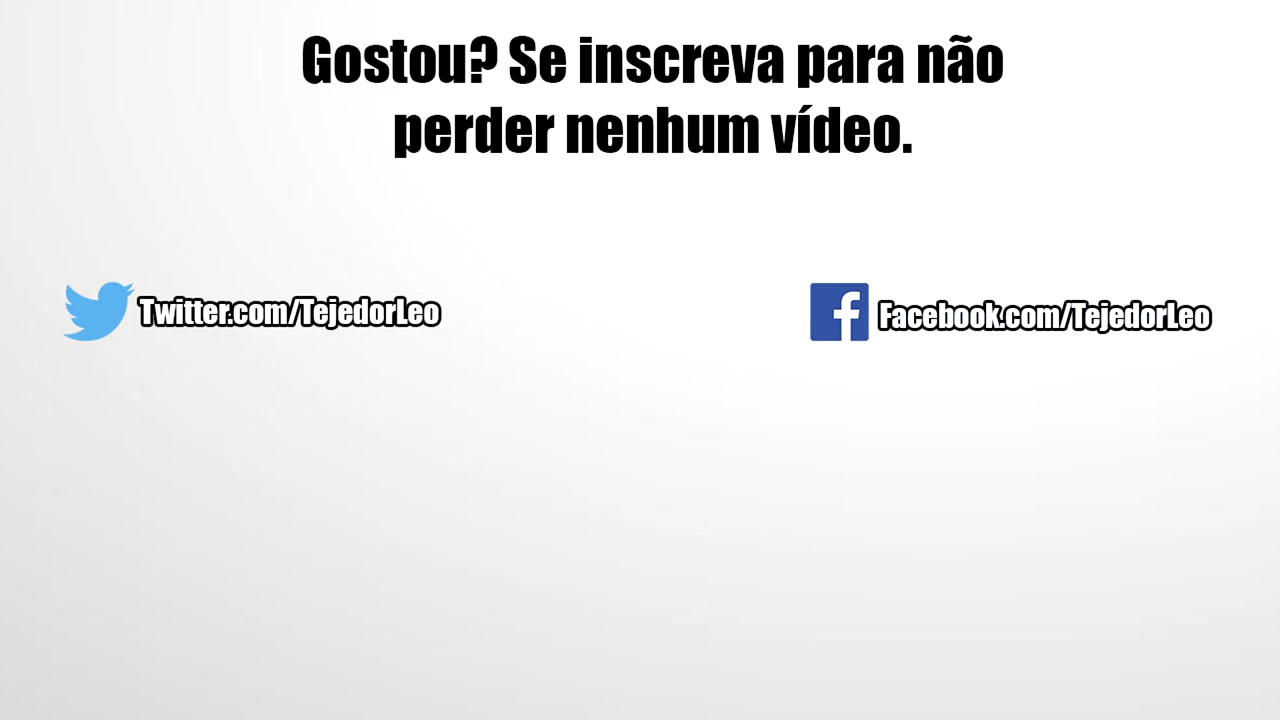 Gostou? Se inscreva para não
perder nenhum vídeo.
Twitter.com/TejedorLeo
Facebook.com/TejedorLeo